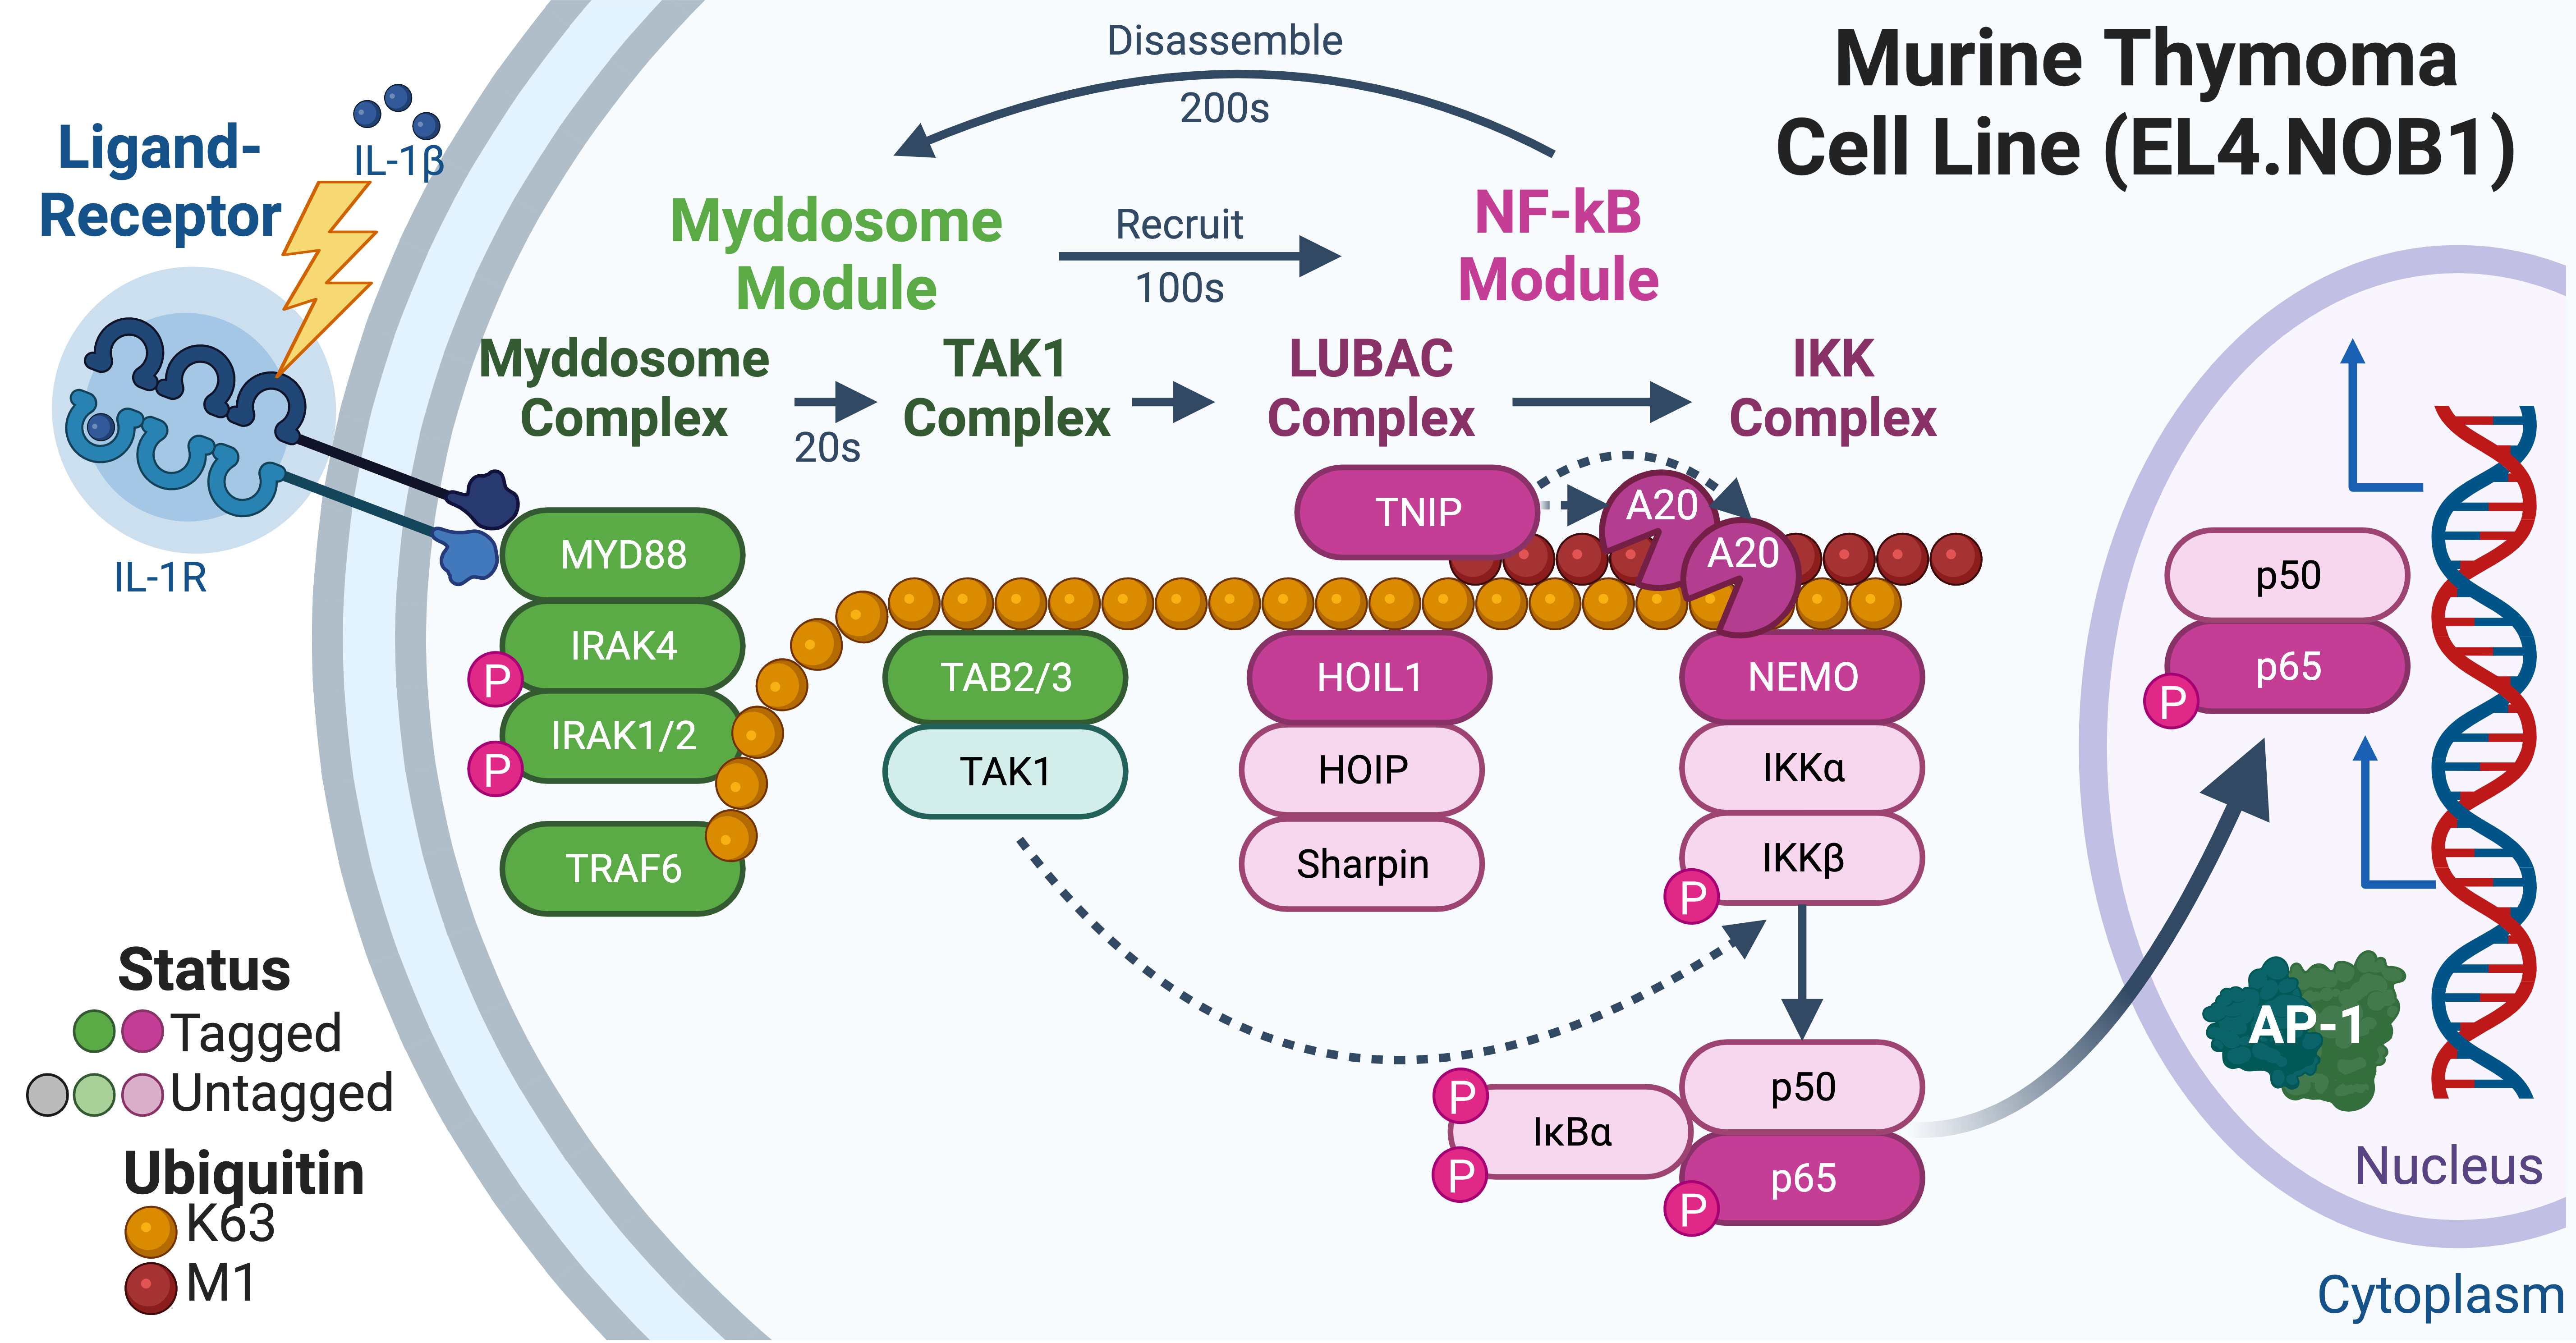 Disassemble
200s
Murine Thymoma
Cell Line (EL4.NOB1)
Ligand-
Receptor
IL-1β
IL-1R
Myddosome
Module
Recruit
100s
NF-kB
Module
Myddosome
Complex
20s
TAK1
Complex
LUBAC
Complex
IKK
Complex
MYD88
IRAK4
P
IRAK1/2
P
TRAF6
TAB2/3
TAK1
TNIP
A20
A20
HOIL1
HOIP
Sharpin
NEMO
IKKα
IKKβ
P
P
IκBα
P
p50
p65
P
p50
p65
P
AP-1
Nucleus
Cytoplasm
Status
Tagged
Untagged
Ubiquitin
K63
M1